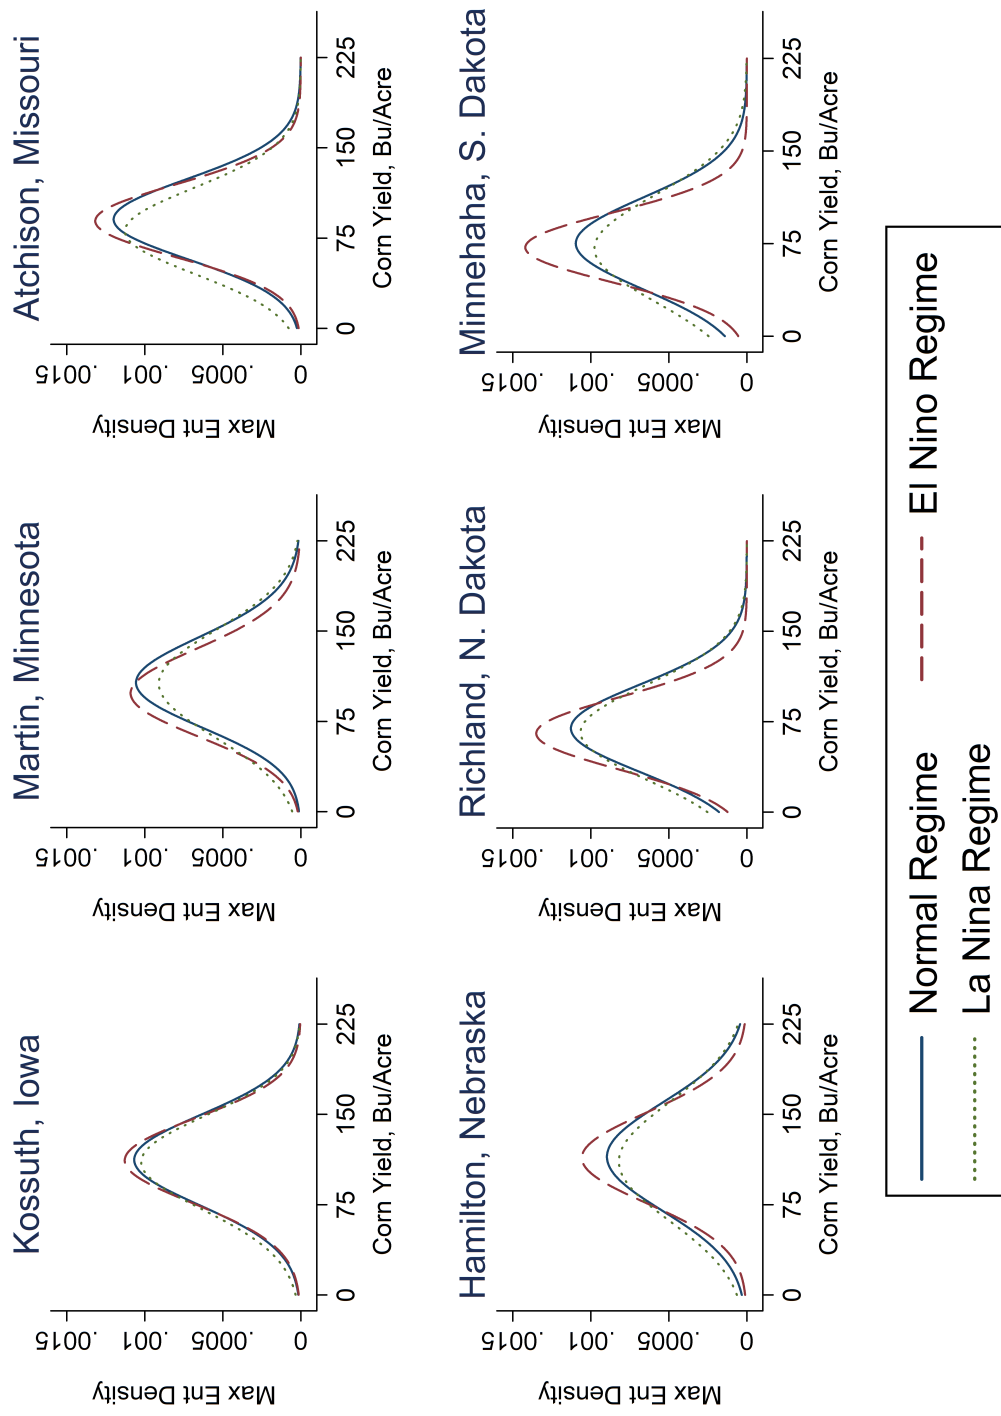 Kossuth, Iowa
Max Ent Density
0 .0005 .001 .0015
0 75 150 225
Corn Yield, Bu/Acre
Martin, Minnesota
Max Ent Density
0 .0005 .001 .0015
0 75 150 225
Corn Yield, Bu/Acre
Atchison, Missouri
Max Ent Density
0 .0005 .001 .0015
0 75 150 225
Corn Yield, Bu/Acre
Hamilton, Nebraska
Max Ent Density
0 .0005 .001 .0015
0 75 150 225
Corn Yield, Bu/Acre
Richland, N. Dakota
Max Ent Density
0 .0005 .001 .0015
0 75 150 225
Corn Yield, Bu/Acre
Minnehaha, S. Dakota
Max Ent Density
0 .0005 .001 .0015
0 75 150 225
Corn Yield, Bu/Acre
Normal Regime El Nino Regime
La Nina Regime